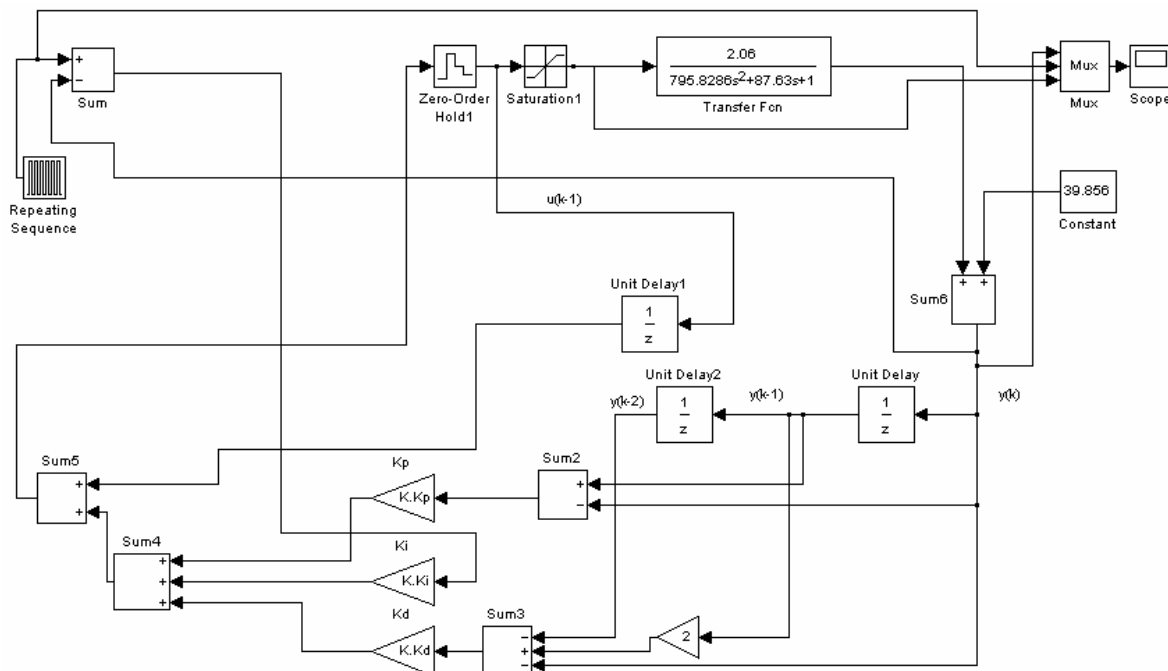 +
−
Sum
Repeating
Sequence
Zero-Order
Hold1
Saturation1
2.06
795.8286s²+87.63s+1
Transfer Fcn
Mux
Mux
Scope
39.856
Constant
u(k-1)
+ +
Sum6
Unit Delay1
1
z
Unit Delay2
1
z
y(k-2)
y(k-1)
Unit Delay
1
z
y(k)
Sum5
+
+
Kp
K.Kp
Sum2
+
−
Sum4
+
+
+
Ki
K.Ki
Kd
K.Kd
Sum3
−
+
−
2